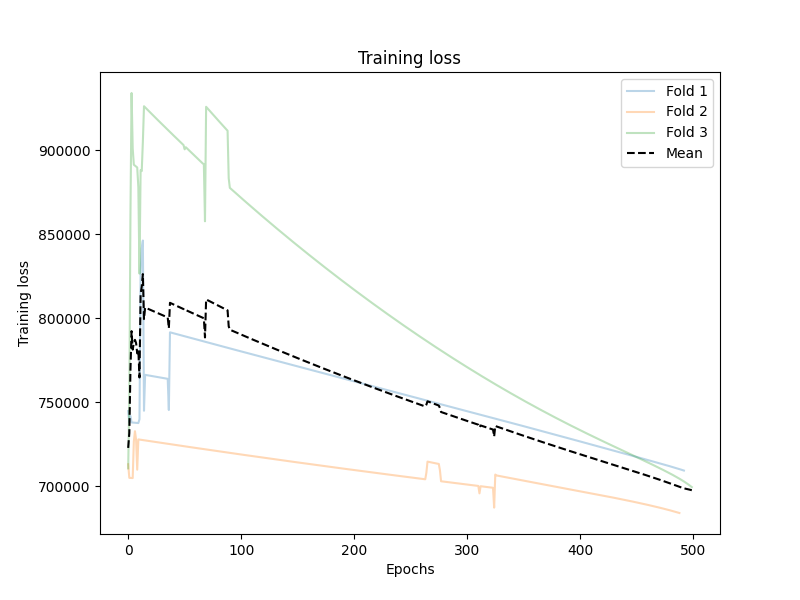 Training loss
Fold 1
Fold 2
Fold 3
Mean
Training loss
900000
850000
800000
750000
700000
0 100 200 300 400 500
Epochs